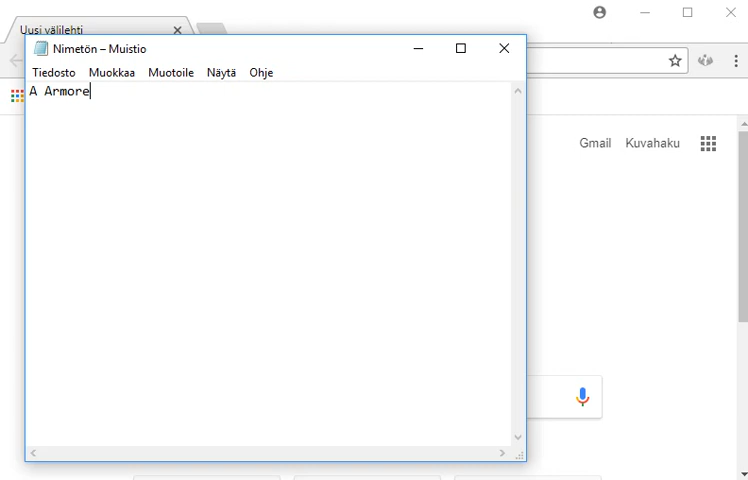 Uusi välilehti
Nimetön – Muistio
Tiedosto Muokkaa Muotoile Näytä Ohje
A Armore
Gmail Kuvahaku